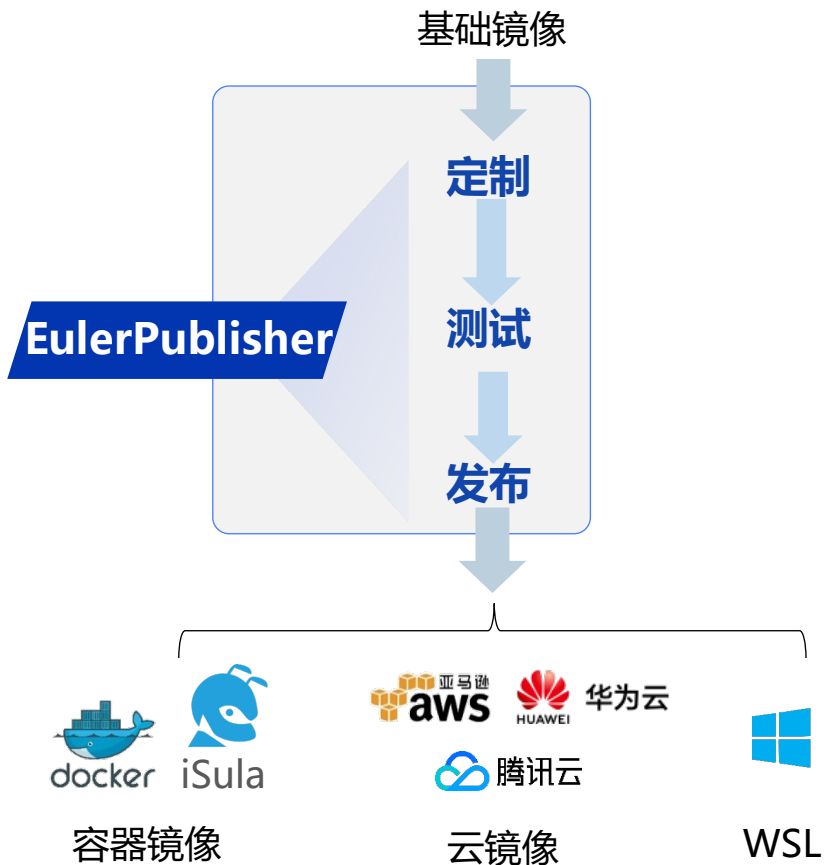 基础镜像
定制
EulerPublisher
测试
发布
亚马逊
aws
HUAWEI
华为云
docker
iSula
腾讯云
容器镜像
云镜像
WSL